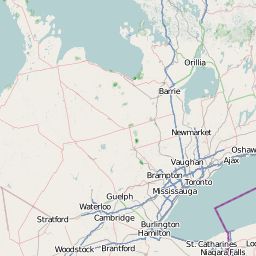 Orillia
Barrie
Newmarket
Oshaw
Vaughan
Ajax
Brampton
Toronto
Mississauga
Guelph
Waterloo
Cambridge
Stratford
Burlington
Hamilton
Woodstock
Brantford
St. Catharines
Niagara Falls
Loc